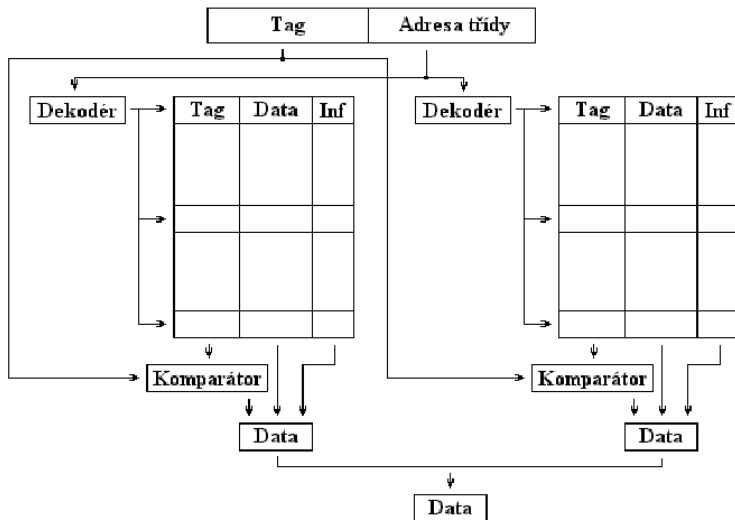 Tag Adresa třídy
Dekodér Tag Data Inf Dekodér Tag Data Inf
Komparátor Komparátor
Data Data
Data